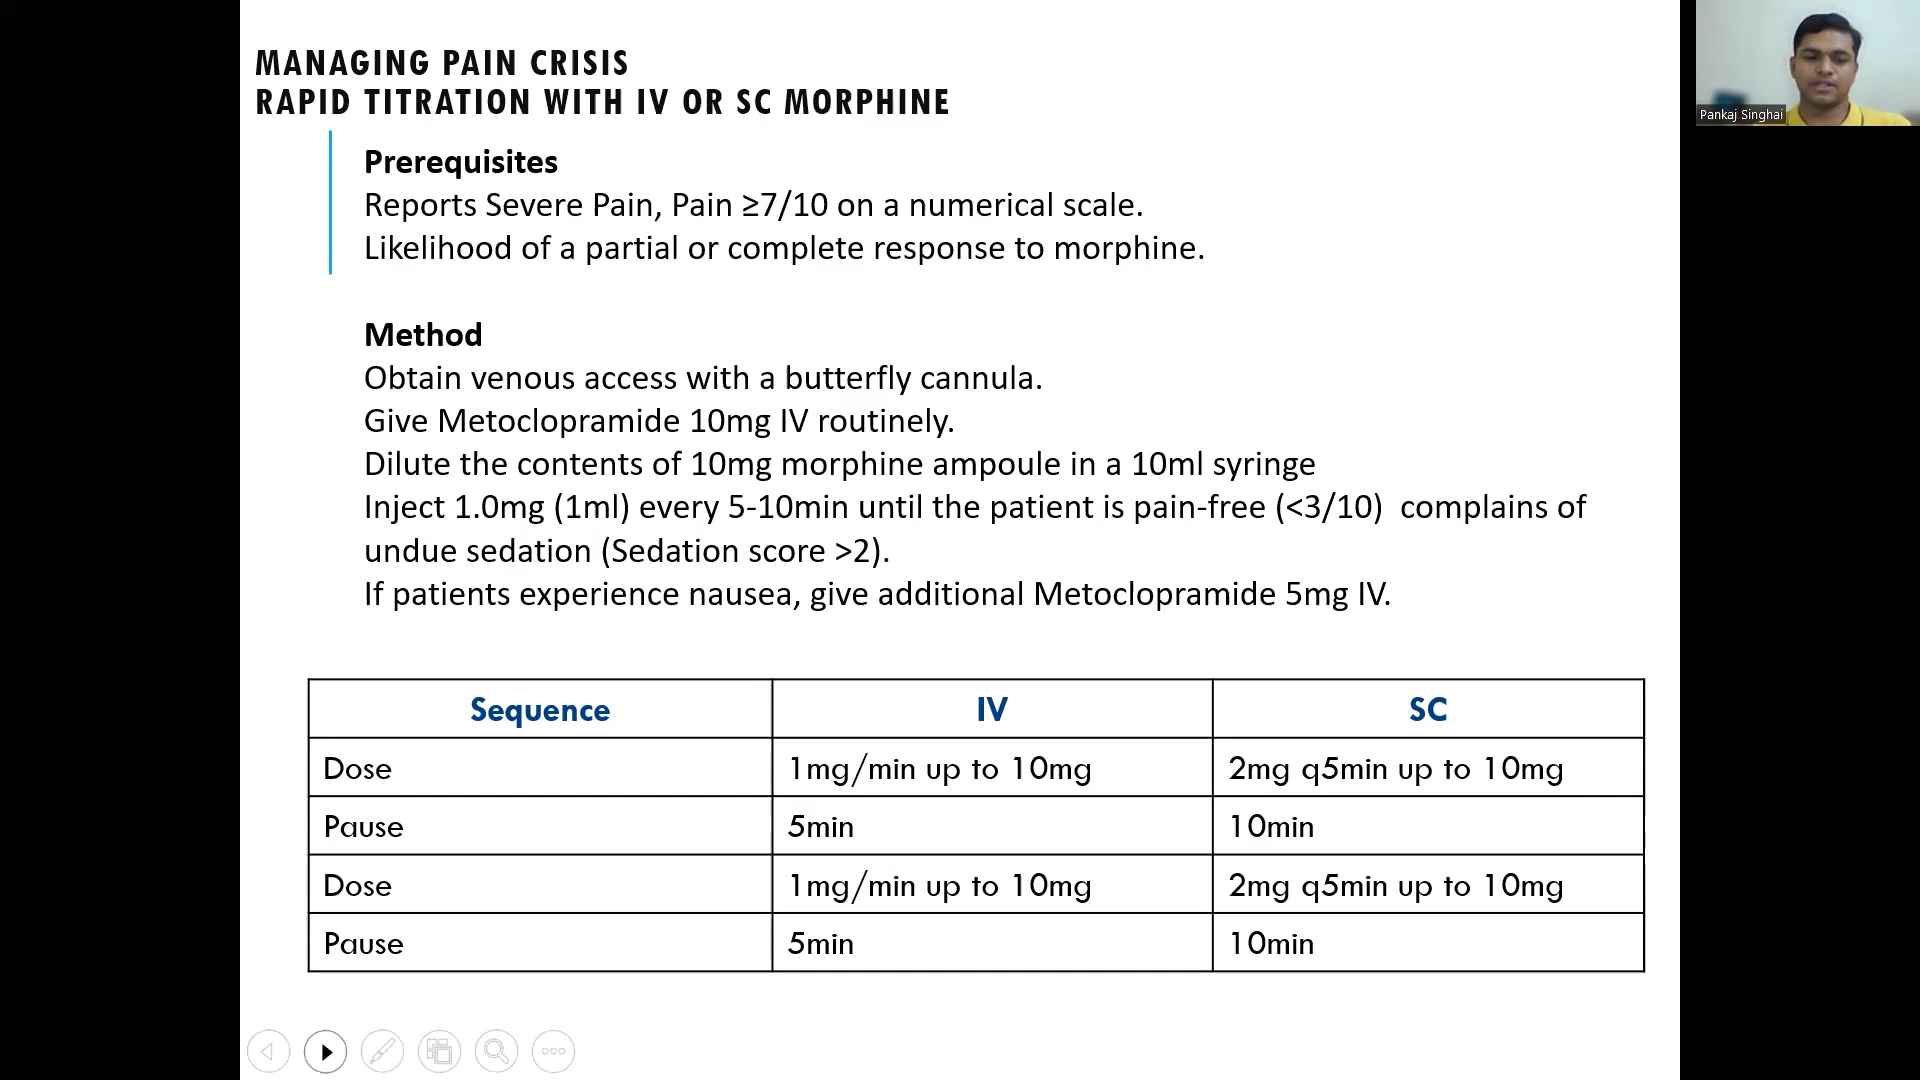 MANAGING PAIN CRISIS
RAPID TITRATION WITH IV OR SC MORPHINE
Prerequisites
Reports Severe Pain, Pain ≥7/10 on a numerical scale.
Likelihood of a partial or complete response to morphine.
Method
Obtain venous access with a butterfly cannula.
Give Metoclopramide 10mg IV routinely.
Dilute the contents of 10mg morphine ampoule in a 10ml syringe
Inject 1.0mg (1ml) every 5-10min until the patient is pain-free (<3/10)  complains of
undue sedation (Sedation score >2).
If patients experience nausea, give additional Metoclopramide 5mg IV.
Sequence IV SC
Dose 1mg/min up to 10mg 2mg q5min up to 10mg
Pause 5min 10min
Dose 1mg/min up to 10mg 2mg q5min up to 10mg
Pause 5min 10min
Pankaj Singhai